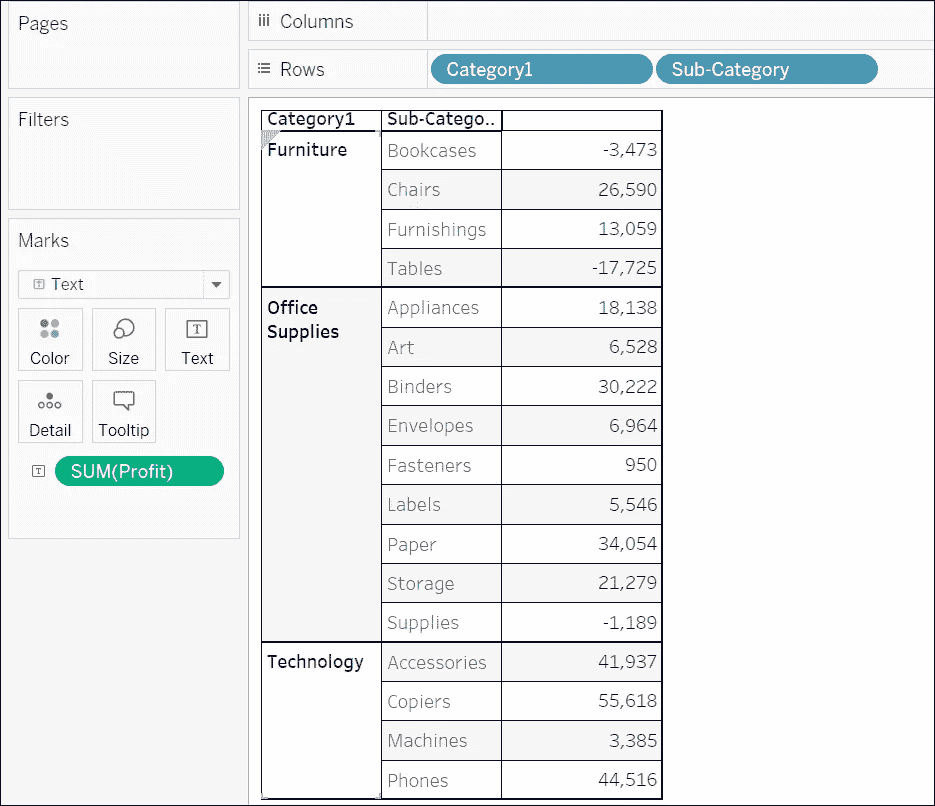 Pages
Columns
Rows Category1 Sub-Category
Filters
Marks
Text
Color Size Text
Detail Tooltip
SUM(Profit)
Category1 Sub-Catego..
Furniture Bookcases -3,473
Chairs 26,590
Furnishings 13,059
Tables -17,725
Office Supplies Appliances 18,138
Art 6,528
Binders 30,222
Envelopes 6,964
Fasteners 950
Labels 5,546
Paper 34,054
Storage 21,279
Supplies -1,189
Technology Accessories 41,937
Copiers 55,618
Machines 3,385
Phones 44,516